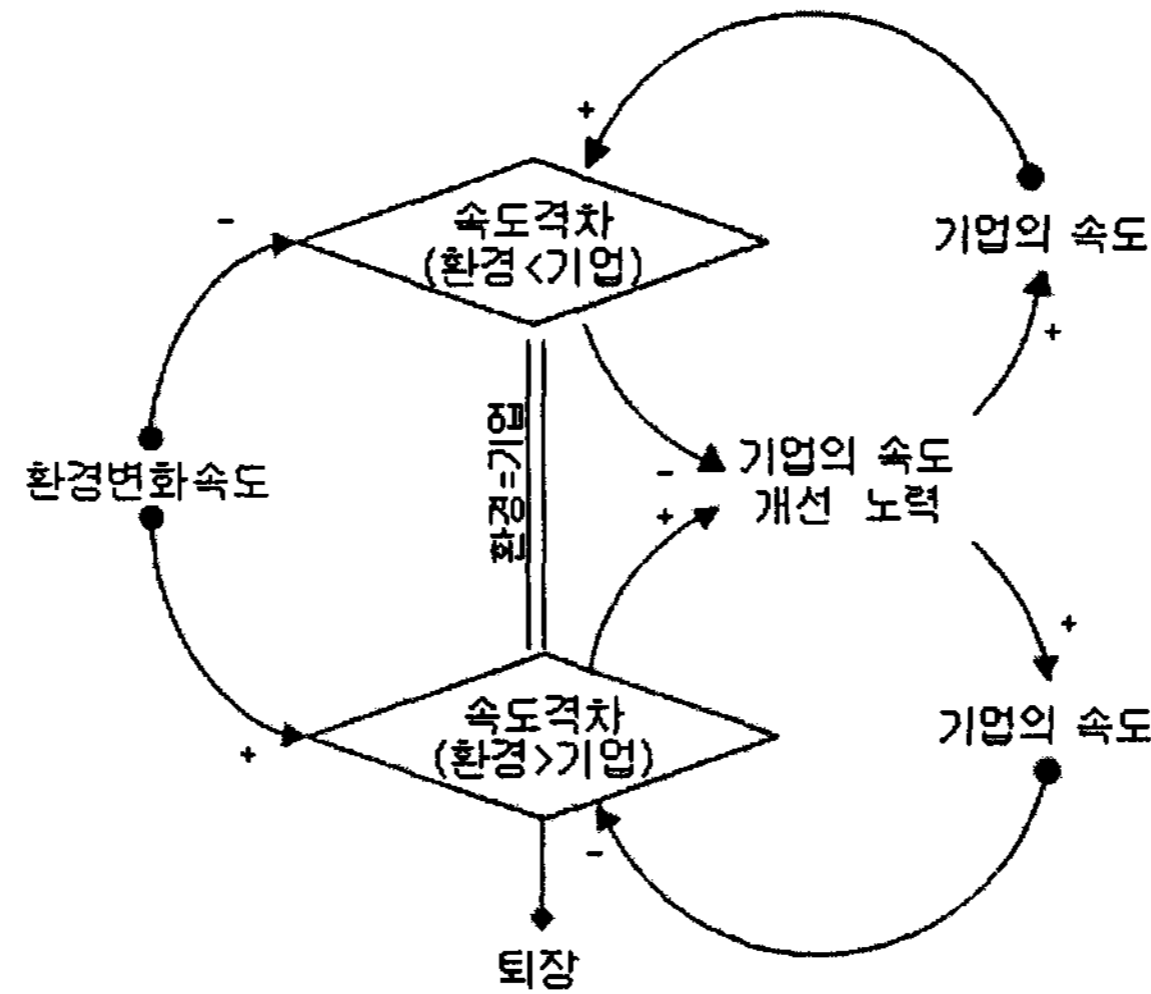 +
속도격차
(환경<기업)
-
기업의 속도
+
환경=기업
환경변화속도
-
기업의 속도
+
개선 노력
+
속도격차
(환경>기업)
+
기업의 속도
-
퇴장